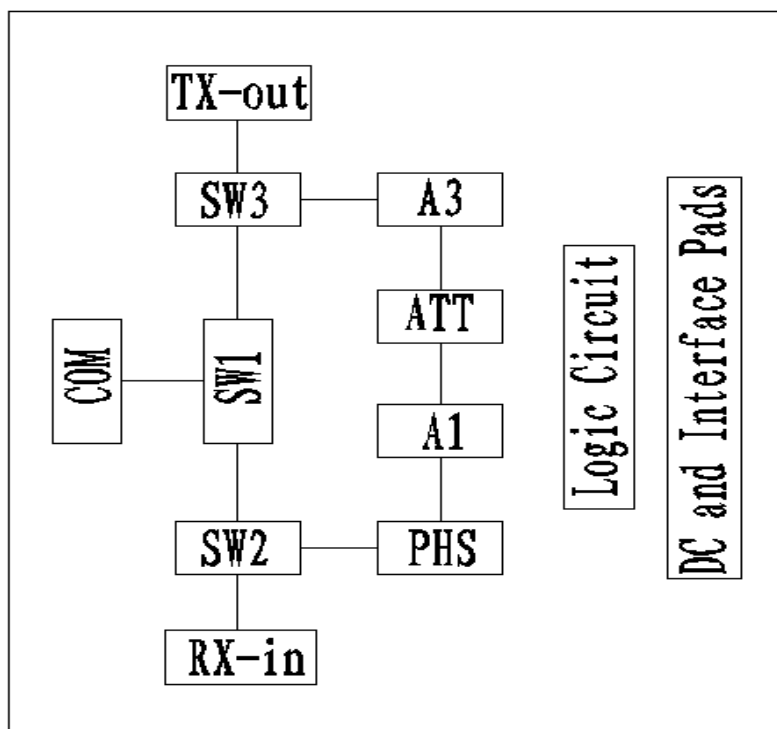 TX-out
SW3
A3
ATT
COM
SW1
A1
SW2
PHS
RX-in
Logic Circuit
DC and Interface Pads